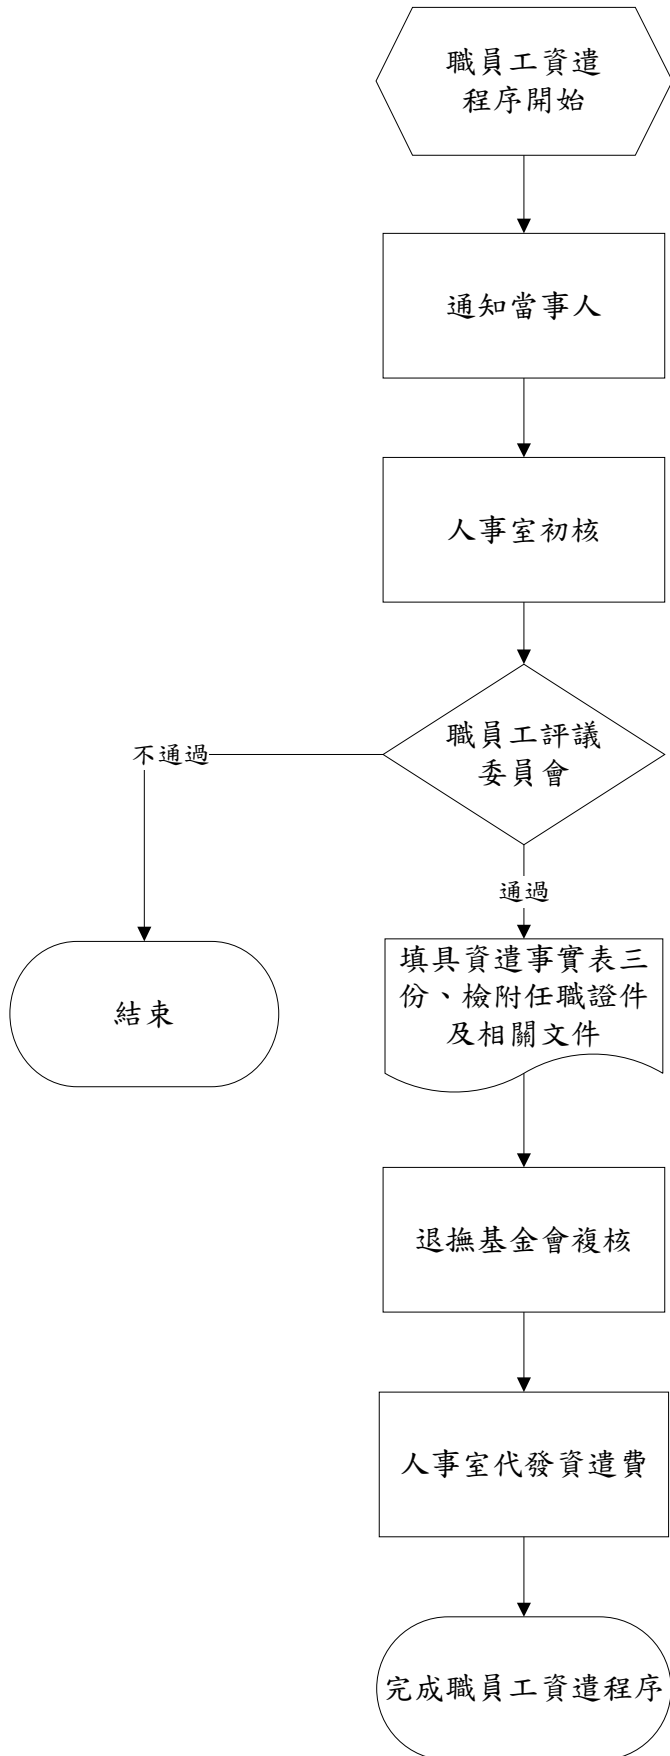 職員工資遣
程序開始
通知當事人
人事室初核
職員工評議
委員會
不通過
通過
填具資遣事實表三
份、檢附任職證件
及相關文件
結束
退撫基金會複核
人事室代發資遣費
完成職員工資遣程序